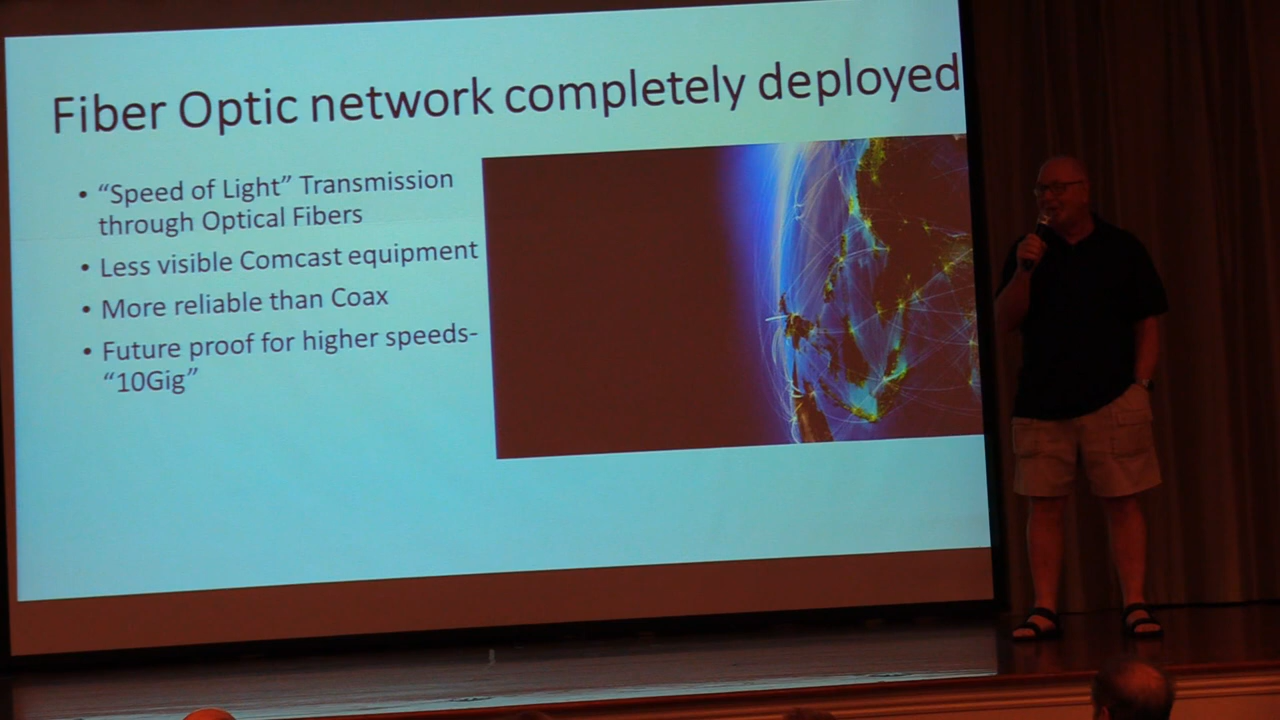 Fiber Optic network completely deployed
• “Speed of Light” Transmission
through Optical Fibers
• Less visible Comcast equipment
• More reliable than Coax
• Future proof for higher speeds-
“10Gig”